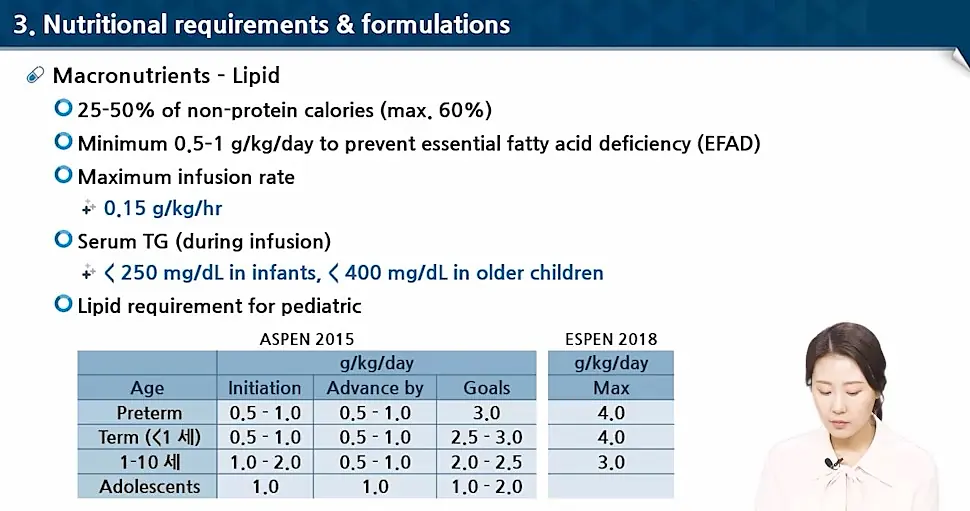 3. Nutritional requirements & formulations
Macronutrients - Lipid
25-50% of non-protein calories (max. 60%)
Minimum 0.5-1 g/kg/day to prevent essential fatty acid deficiency (EFAD)
Maximum infusion rate
0.15 g/kg/hr
Serum TG (during infusion)
< 250 mg/dL in infants, < 400 mg/dL in older children
Lipid requirement for pediatric
ASPEN 2015 ESPEN 2018
g/kg/day g/kg/day
Age Initiation Advance by Goals Max
Preterm 0.5 - 1.0 0.5 - 1.0 3.0 4.0
Term (<1 세) 0.5 - 1.0 0.5 - 1.0 2.5 - 3.0 4.0
1-10 세 1.0 - 2.0 0.5 - 1.0 2.0 - 2.5 3.0
Adolescents 1.0 1.0 1.0 - 2.0